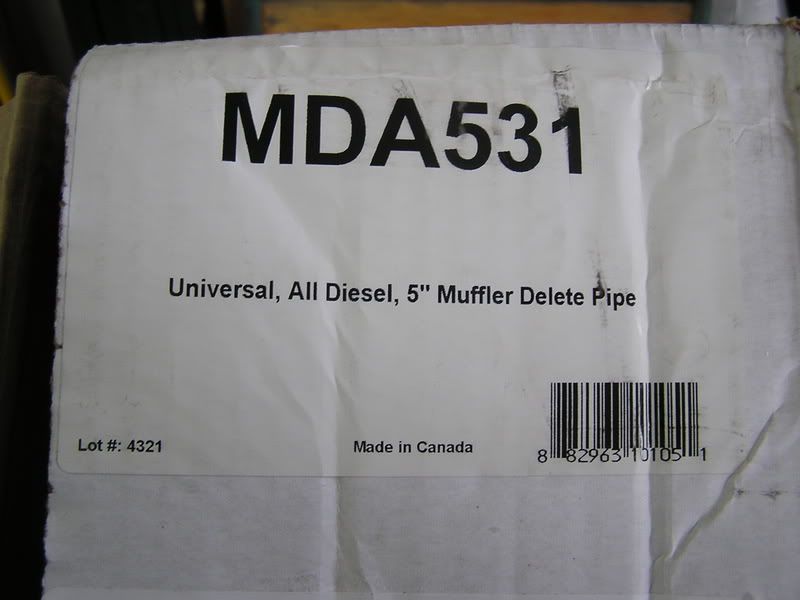 MDA531
Universal, All Diesel, 5" Muffler Delete Pipe
Lot #: 4321
Made in Canada
8 82963 10105 1